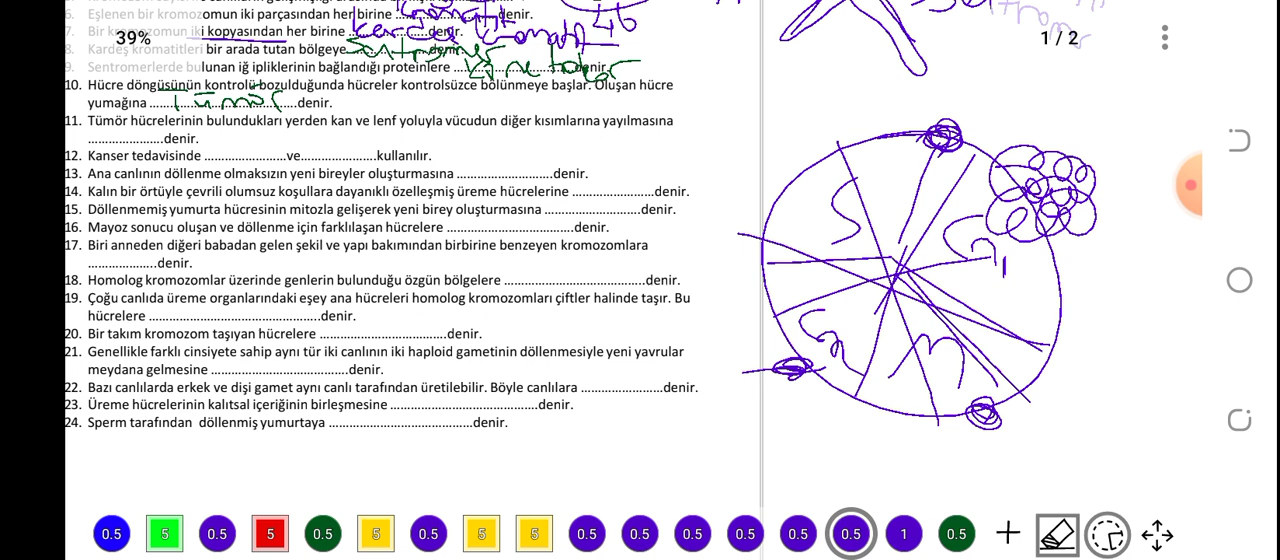 6. Eşlenen bir kromozomun iki parçasından her birine ...............denir.
7. Bir kromozomun iki kopyasından her birine ...............denir.
kardeş kromatit 46
39%
1 / 2
8. Kardeş kromatitleri bir arada tutan bölgeye...............denir.
sentromer
9. Sentromerlerde bulunan iğ ipliklerinin bağlandığı proteinlere ...............denir.
kinetokor
10. Hücre döngüsünün kontrolü bozulduğunda hücreler kontrolsüzce bölünmeye başlar. Oluşan hücre
yumağına ...............denir.
Tümör
11. Tümör hücrelerinin bulundukları yerden kan ve lenf yoluyla vücudun diğer kısımlarına yayılmasına
......................denir.
12. Kanser tedavisinde ........................ve......................kullanılır.
13. Ana canlının döllenme olmaksızın yeni bireyler oluşturmasına ............................denir.
14. Kalın bir örtüyle çevrili olumsuz koşullara dayanıklı özelleşmiş üreme hücrelerine ........................denir.
15. Döllenmemiş yumurta hücresinin mitozla gelişerek yeni birey oluşturmasına ............................denir.
16. Mayoz sonucu oluşan ve döllenme için farklılaşan hücrelere .....................................denir.
17. Biri anneden diğeri babadan gelen şekil ve yapı bakımından birbirine benzeyen kromozomlara
....................denir.
18. Homolog kromozomlar üzerinde genlerin bulunduğu özgün bölgelere .........................................denir.
19. Çoğu canlıda üreme organlarındaki eşey ana hücreleri homolog kromozomları çiftler halinde taşır. Bu
hücrelere ..........................................denir.
20. Bir takım kromozom taşıyan hücrelere .....................................denir.
21. Genellikle farklı cinsiyete sahip aynı tür iki canlının iki haploid gametinin döllenmesiyle yeni yavrular
meydana gelmesine ........................................denir.
22. Bazı canlılarda erkek ve dişi gamet aynı canlı tarafından üretilebilir. Böyle canlılara ........................denir.
23. Üreme hücrelerinin kalıtsal içeriğinin birleşmesine ...........................................denir.
24. Sperm tarafından döllenmiş yumurtaya ..........................................denir.
S
G1
G2
M
0.5 5 0.5 5 0.5 5 0.5 5 5 0.5 0.5 0.5 0.5 0.5 0.5 1 0.5